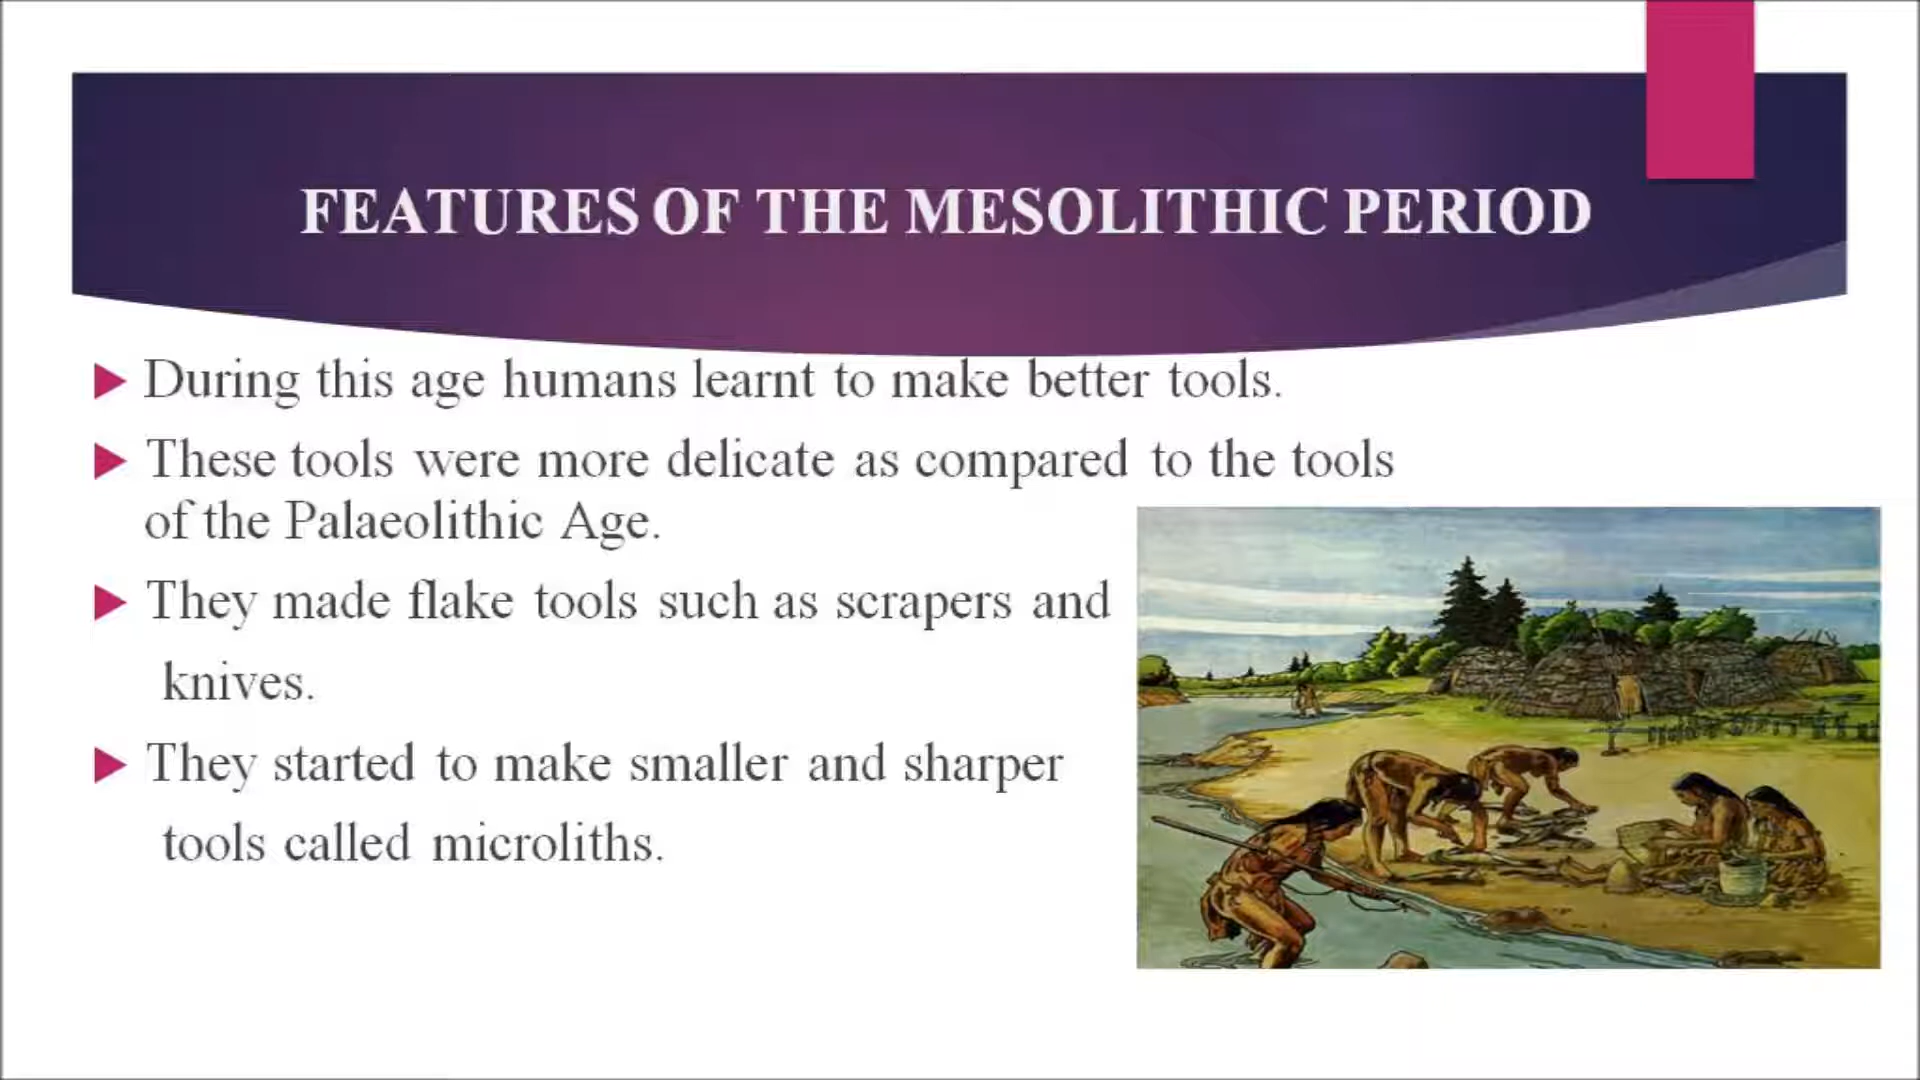 FEATURES OF THE MESOLITHIC PERIOD
During this age humans learnt to make better tools.
These tools were more delicate as compared to the tools
of the Palaeolithic Age.
They made flake tools such as scrapers and
knives.
They started to make smaller and sharper
tools called microliths.